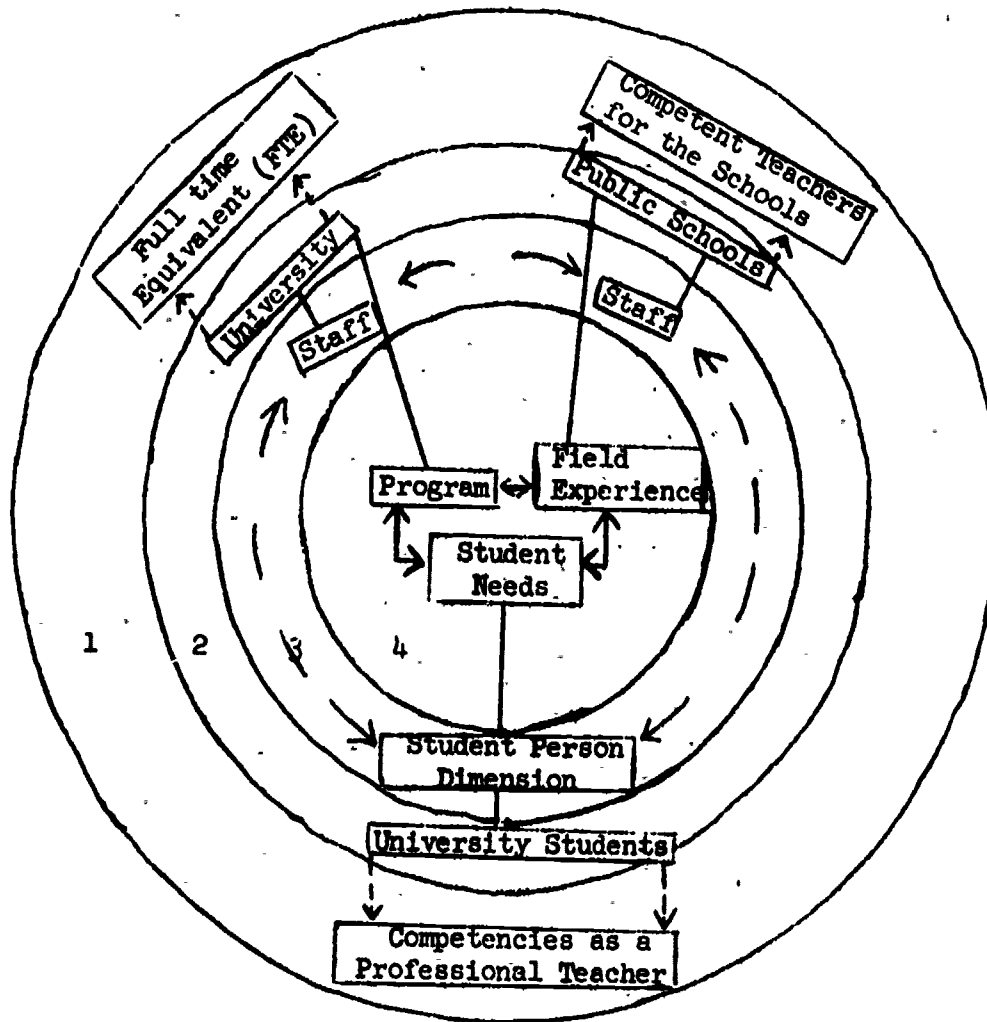 Full time
Equivalent (FTE)
University
Staff
Competent Teachers
for the Schools
Public Schools
Staff
Program
Field
Experience
Student
Needs
1
2
3
4
Student Person
Dimension
University Students
Competencies as a
Professional Teacher